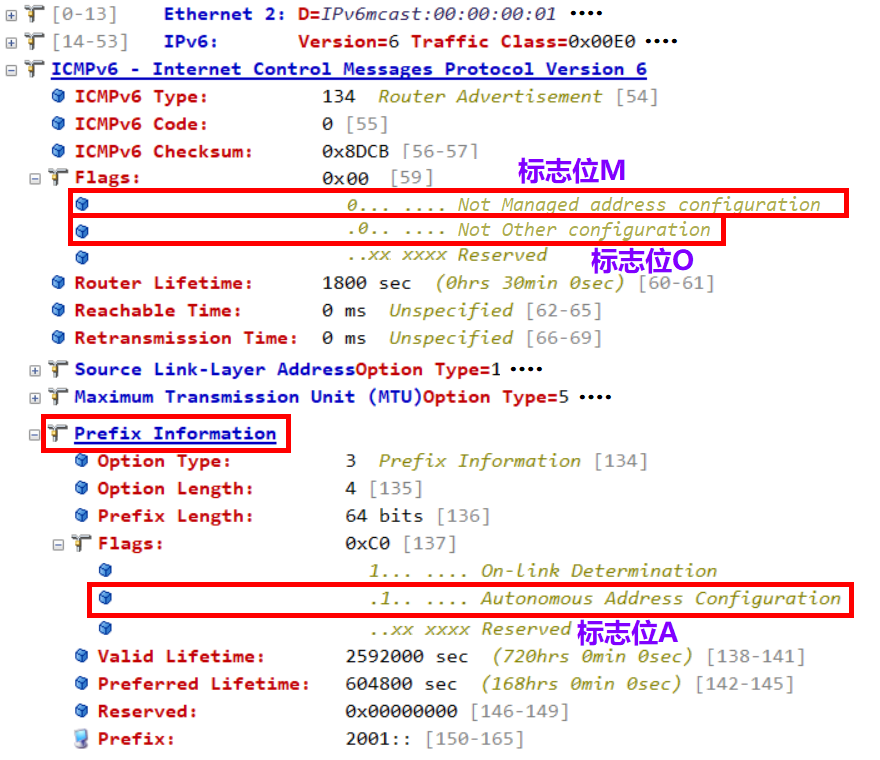 [0-13] Ethernet 2: D=IPv6mcast:00:00:00:01 ••••
[14-53] IPv6: Version=6 Traffic Class=0x00E0 ••••
ICMPv6 - Internet Control Messages Protocol Version 6
ICMPv6 Type: 134 Router Advertisement [54]
ICMPv6 Code: 0 [55]
ICMPv6 Checksum: 0x8DCB [56-57]
标志位M
Flags: 0x00 [59]
0... .... Not Managed address configuration
.0.. .... Not Other configuration
..xx xxxx Reserved
标志位O
Router Lifetime: 1800 sec (0hrs 30min 0sec) [60-61]
Reachable Time: 0 ms Unspecified [62-65]
Retransmission Time: 0 ms Unspecified [66-69]
Source Link-Layer AddressOption Type=1 ••••
Maximum Transmission Unit (MTU)Option Type=5 ••••
Prefix Information
Option Type: 3 Prefix Information [134]
Option Length: 4 [135]
Prefix Length: 64 bits [136]
Flags: 0xC0 [137]
1... .... On-link Determination
.1.. .... Autonomous Address Configuration
..xx xxxx Reserved
标志位A
Valid Lifetime: 2592000 sec (720hrs 0min 0sec) [138-141]
Preferred Lifetime: 604800 sec (168hrs 0min 0sec) [142-145]
Reserved: 0x00000000 [146-149]
Prefix: 2001:: [150-165]